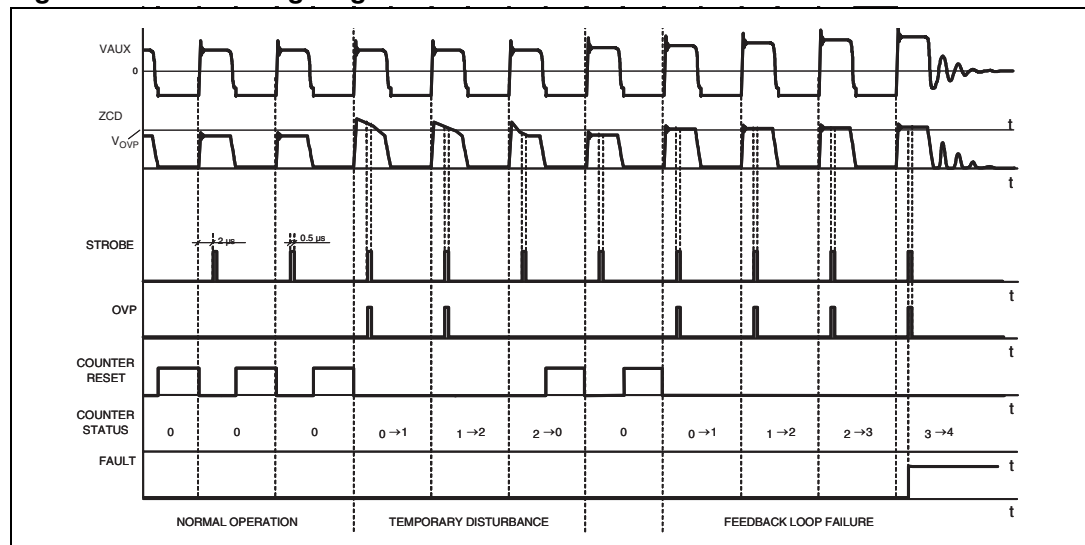 VAUX
0
ZCD
t
VOVP
t
2 µs
0.5 µs
STROBE
t
OVP
t
COUNTER
RESET
t
COUNTER
STATUS
0 0 0 0→1 1→2 2→0 0 0→1 1→2 2→3 3→4
FAULT
t
t
NORMAL OPERATION TEMPORARY DISTURBANCE FEEDBACK LOOP FAILURE